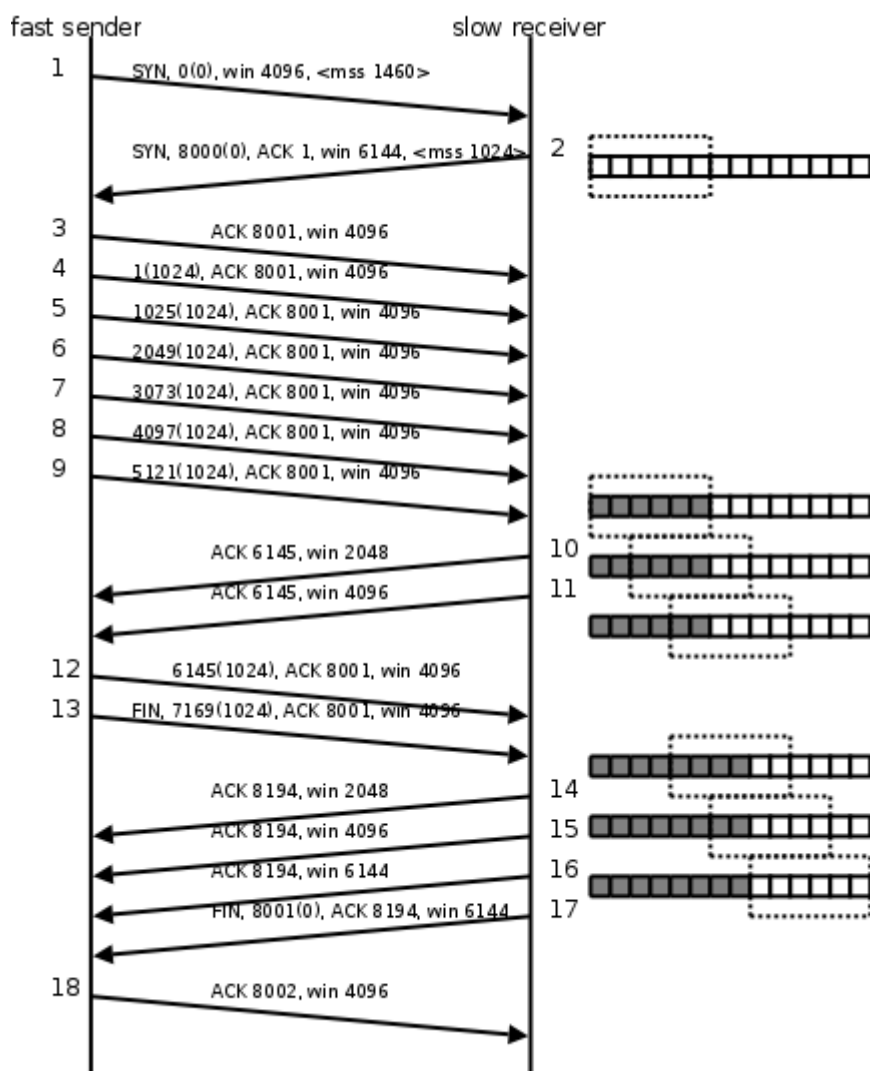 fast sender
slow receiver
1
SYN, 0(0), win 4096, <mss 1460>
SYN, 8000(0), ACK 1, win 6144, <mss 1024>
2
3
ACK 8001, win 4096
4
1(1024), ACK 8001, win 4096
5
1025(1024), ACK 8001, win 4096
6
2049(1024), ACK 8001, win 4096
7
3073(1024), ACK 8001, win 4096
8
4097(1024), ACK 8001, win 4096
9
5121(1024), ACK 8001, win 4096
ACK 6145, win 2048
10
ACK 6145, win 4096
11
12
6145(1024), ACK 8001, win 4096
13
FIN, 7169(1024), ACK 8001, win 4096
ACK 8194, win 2048
14
ACK 8194, win 4096
15
ACK 8194, win 6144
16
FIN, 8001(0), ACK 8194, win 6144
17
18
ACK 8002, win 4096